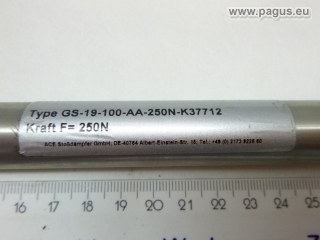 www.pagus.eu
Type GS-19-100-AA-250N-K37712
Kraft F= 250N
ACE Stoßdämpfer GmbH, DE-40764 Albert-Einstein-Str. 15, Tel.: +49 (0) 2173 9226 60
16 17 18 19 20 21 22 23 24 25